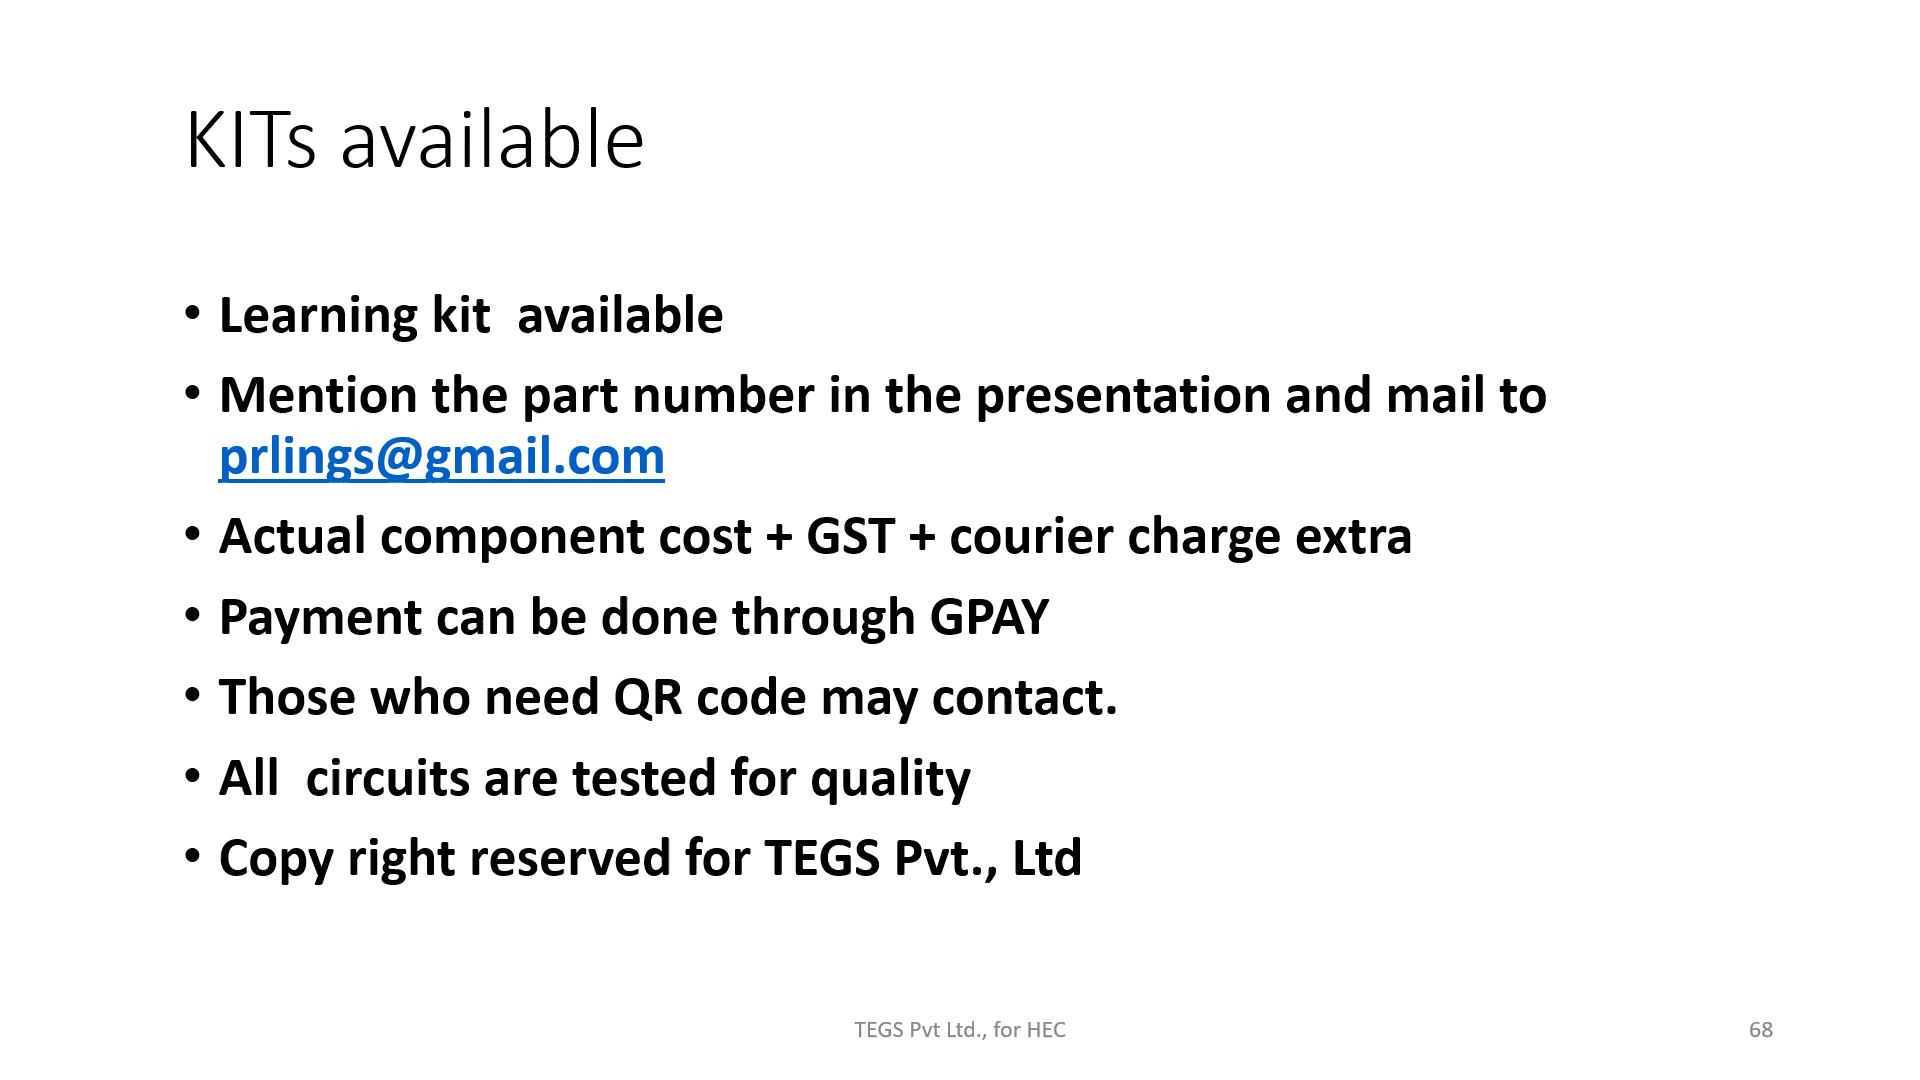 KITs available
• Learning kit  available
• Mention the part number in the presentation and mail to
prlings@gmail.com
• Actual component cost + GST + courier charge extra
• Payment can be done through GPAY
• Those who need QR code may contact.
• All  circuits are tested for quality
• Copy right reserved for TEGS Pvt., Ltd
TEGS Pvt Ltd., for HEC
68